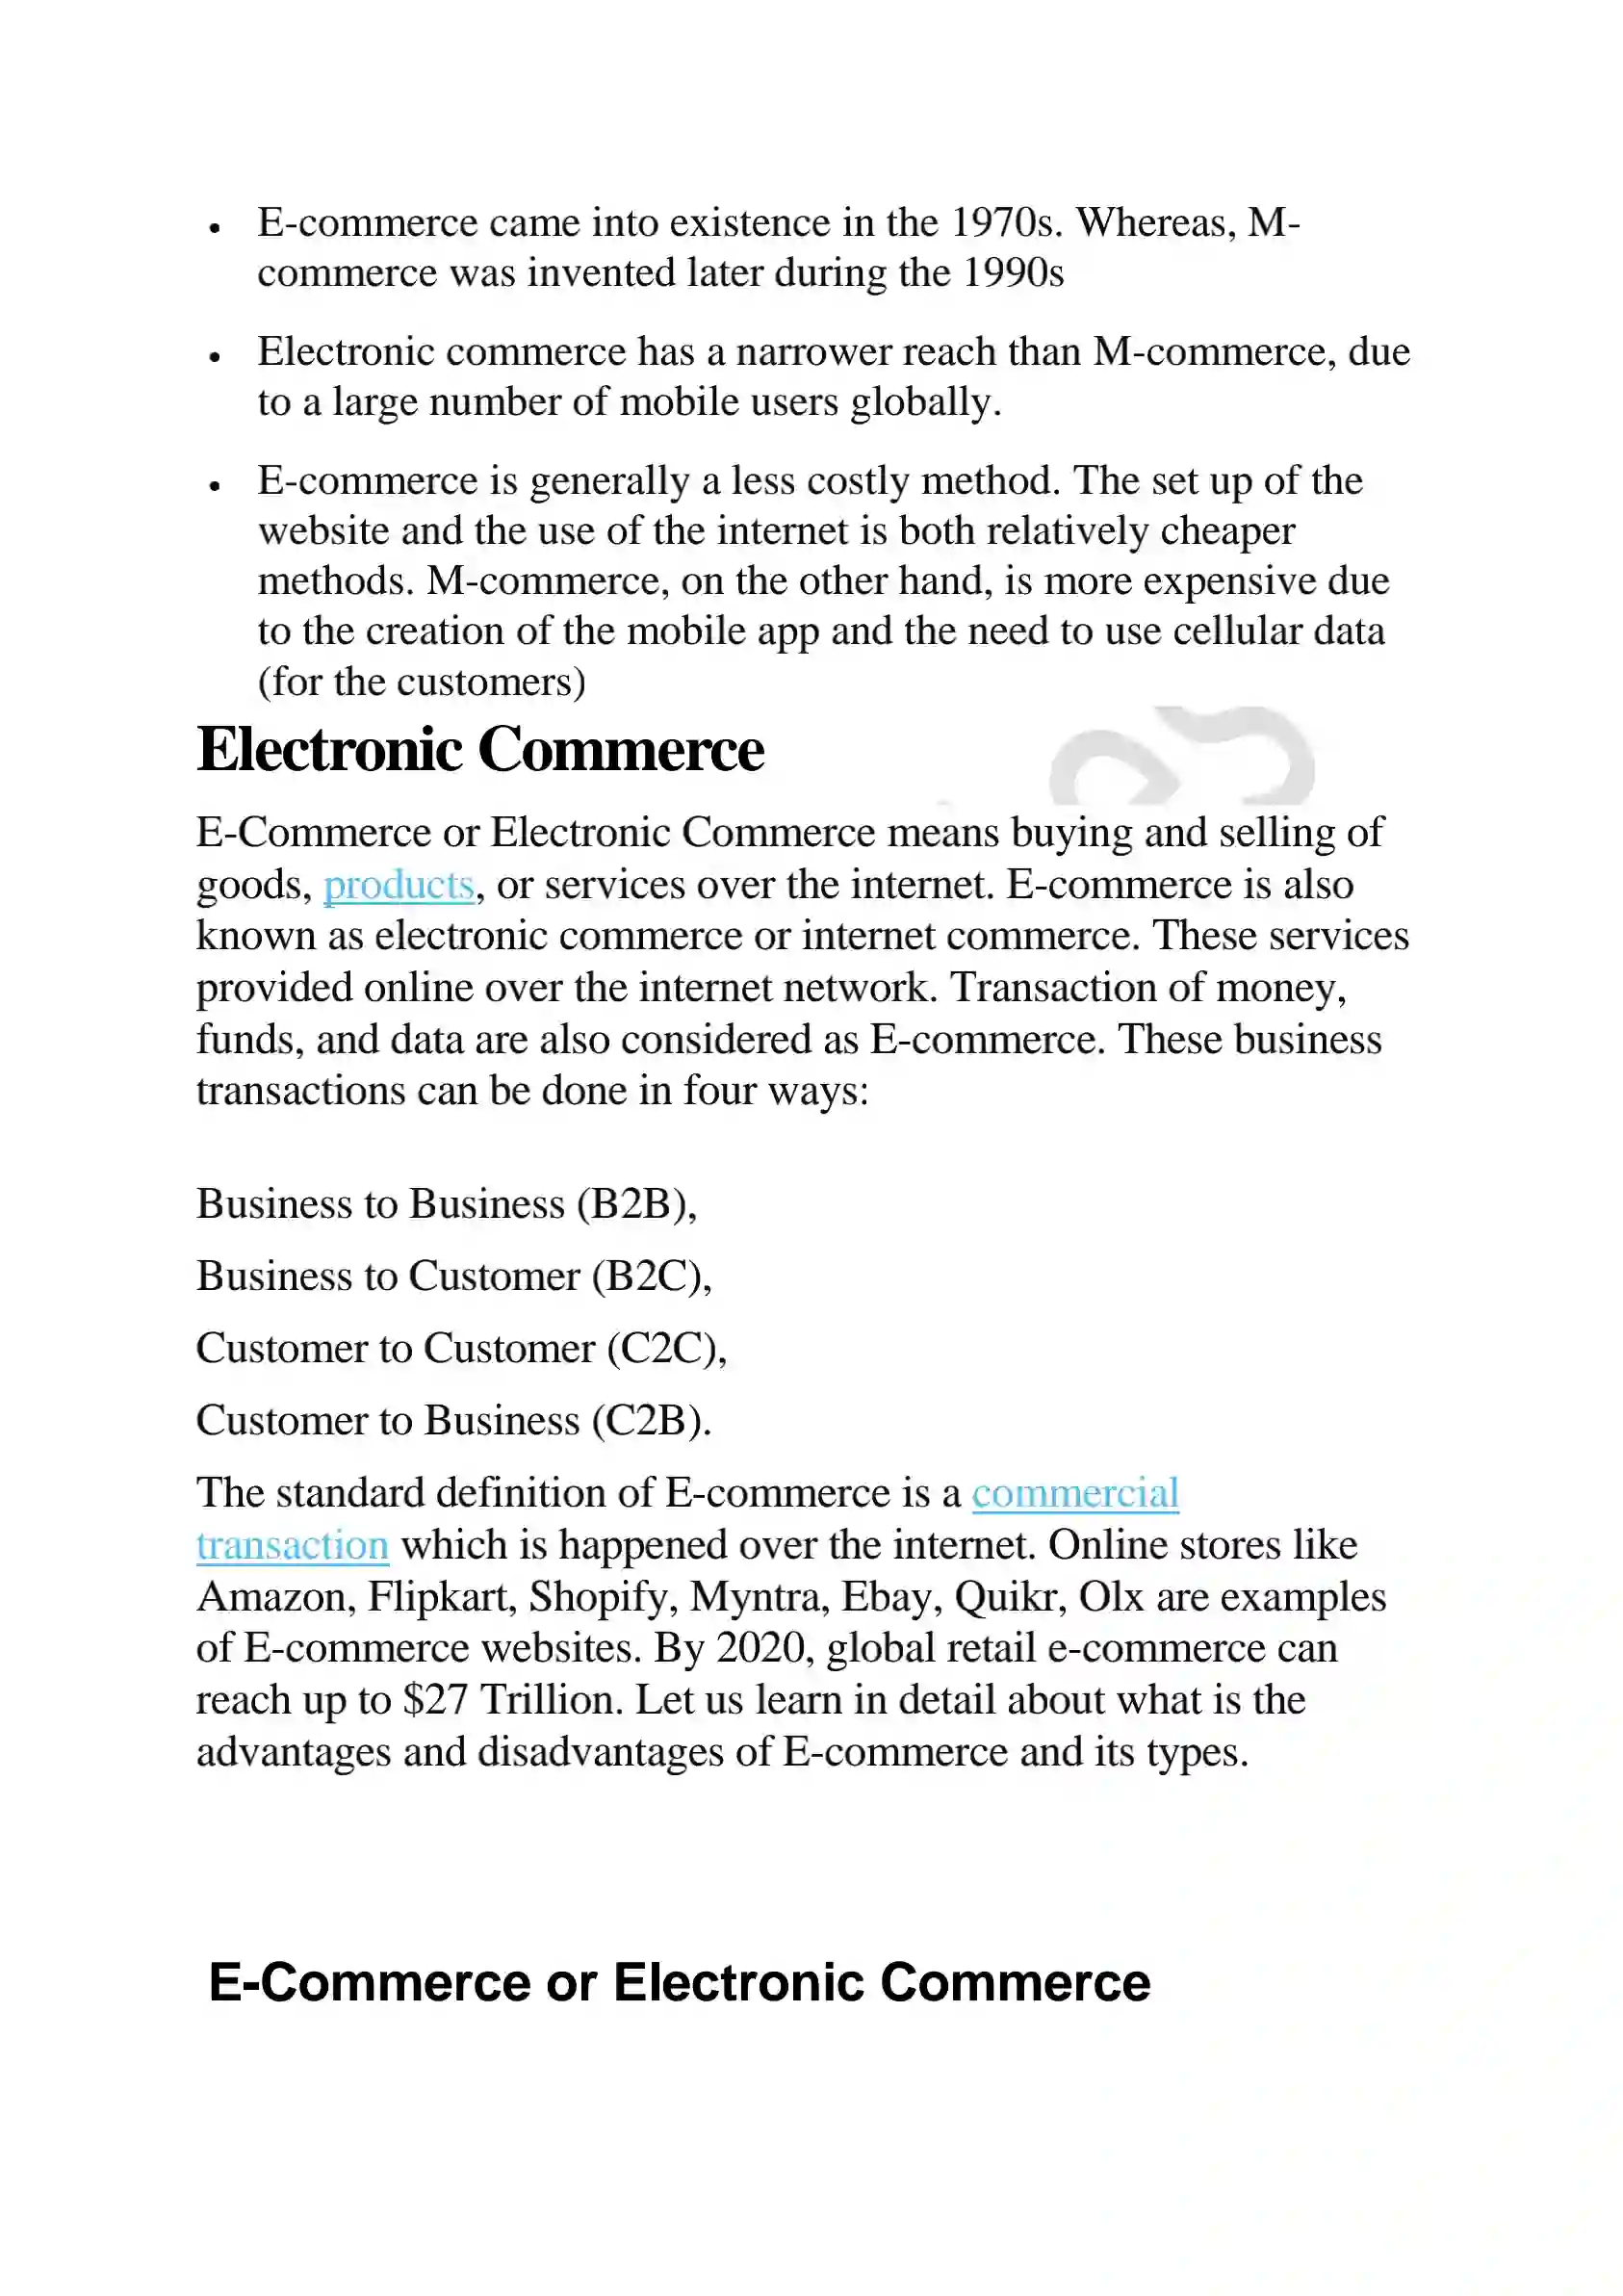 • E-commerce came into existence in the 1970s. Whereas, M-
commerce was invented later during the 1990s
• Electronic commerce has a narrower reach than M-commerce, due
to a large number of mobile users globally.
• E-commerce is generally a less costly method. The set up of the
website and the use of the internet is both relatively cheaper
methods. M-commerce, on the other hand, is more expensive due
to the creation of the mobile app and the need to use cellular data
(for the customers)
Electronic Commerce
E-Commerce or Electronic Commerce means buying and selling of
goods, products, or services over the internet. E-commerce is also
known as electronic commerce or internet commerce. These services
provided online over the internet network. Transaction of money,
funds, and data are also considered as E-commerce. These business
transactions can be done in four ways:
Business to Business (B2B),
Business to Customer (B2C),
Customer to Customer (C2C),
Customer to Business (C2B).
The standard definition of E-commerce is a commercial
transaction which is happened over the internet. Online stores like
Amazon, Flipkart, Shopify, Myntra, Ebay, Quikr, Olx are examples
of E-commerce websites. By 2020, global retail e-commerce can
reach up to $27 Trillion. Let us learn in detail about what is the
advantages and disadvantages of E-commerce and its types.
E-Commerce or Electronic Commerce